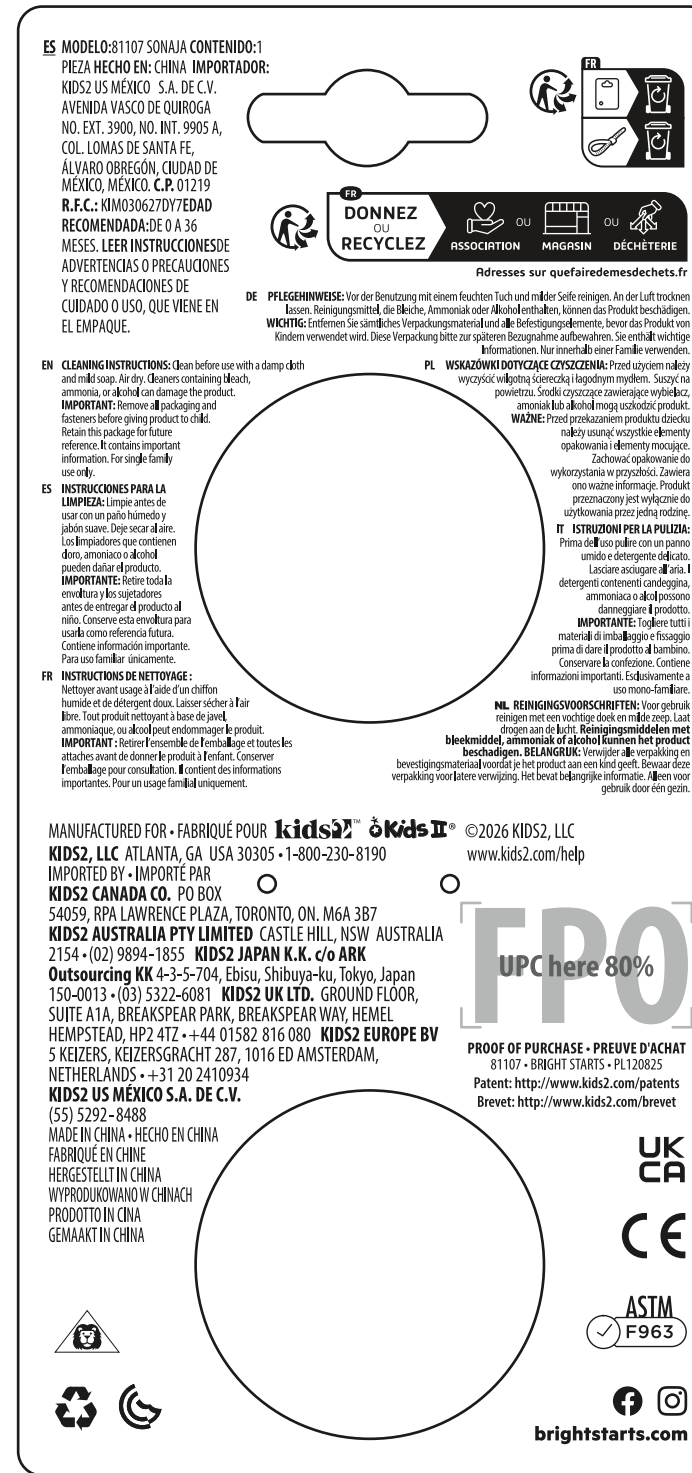 ES MODELO:81107 SONAJA CONTENIDO:1
PIEZA HECHO EN: CHINA IMPORTADOR:
KIDS2 US MÉXICO S.A. DE C.V.
AVENIDA VASCO DE QUIROGA
NO. EXT. 3900, NO. INT. 9905 A,
COL. LOMAS DE SANTA FE,
ÁLVARO OBREGÓN, CIUDAD DE
MÉXICO, MÉXICO. C.P. 01219
R.F.C.: KIM030627DY7EDAD
RECOMENDADA:DE 0 A 36
MESES. LEER INSTRUCCIONESDE
ADVERTENCIAS O PRECAUCIONES
Y RECOMENDACIONES DE
CUIDADO O USO, QUE VIENE EN
EL EMPAQUE.
FR
FR
DONNEZ
OU
RECYCLEZ
ASSOCIATION
OU
MAGASIN
OU
DÉCHÈTERIE
Adresses sur quefairedemesdechets.fr
DE PFLEGEHINWEISE: Vor der Benutzung mit einem feuchten Tuch und milder Seife reinigen. An der Luft trocknen
lassen. Reinigungsmittel, die Bleiche, Ammoniak oder Alkohol enthalten, können das Produkt beschädigen.
WICHTIG: Entfernen Sie sämtliches Verpackungsmaterial und alle Befestigungselemente, bevor das Produkt von
Kindern verwendet wird. Diese Verpackung bitte zur späteren Bezugnahme aufbewahren. Sie enthält wichtige
Informationen. Nur innerhalb einer Familie verwenden.
EN CLEANING INSTRUCTIONS: Clean before use with a damp cloth
and mild soap. Air dry. Cleaners containing bleach,
ammonia, or alcohol can damage the product.
IMPORTANT: Remove all packaging and
fasteners before giving product to child.
Retain this package for future
reference. It contains important
information. For single family
use only.
ES INSTRUCCIONES PARA LA
LIMPIEZA: Limpie antes de
usar con un paño húmedo y
jabón suave. Deje secar al aire.
Los limpiadores que contienen
cloro, amoniaco o alcohol
pueden dañar el producto.
IMPORTANTE: Retire toda la
envoltura y los sujetadores
antes de entregar el producto al
niño. Conserve esta envoltura para
usarla como referencia futura.
Contiene información importante.
Para uso familiar únicamente.
FR INSTRUCTIONS DE NETTOYAGE :
Nettoyer avant usage à l'aide d'un chiffon
humide et de détergent doux. Laisser sécher à l'air
libre. Tout produit nettoyant à base de javel,
ammoniaque, ou alcool peut endommager le produit.
IMPORTANT : Retirer l'ensemble de l'emballage et toutes les
attaches avant de donner le produit à l'enfant. Conserver
l'emballage pour consultation. Il contient des informations
importantes. Pour un usage familial uniquement.
PL WSKAZÓWKI DOTYCZĄCE CZYSZCZENIA: Przed użyciem należy
wyczyścić wilgotną ściereczką i łagodnym mydłem. Suszyć na
powietrzu. Środki czyszczące zawierające wybielacz,
amoniak lub alkohol mogą uszkodzić produkt.
WAŻNE: Przed przekazaniem produktu dziecku
należy usunąć wszystkie elementy
opakowania i elementy mocujące.
Zachować opakowanie do
wykorzystania w przyszłości. Zawiera
ono ważne informacje. Produkt
przeznaczony jest wyłącznie do
użytkowania przez jedną rodzinę.
IT ISTRUZIONI PER LA PULIZIA:
Prima dell'uso pulire con un panno
umido e detergente delicato.
Lasciare asciugare all'aria. I
detergenti contenenti candeggina,
ammoniaca o alcol possono
danneggiare il prodotto.
IMPORTANTE: Togliere tutti i
materiali di imballaggio e fissaggio
prima di dare il prodotto al bambino.
Conservare la confezione. Contiene
informazioni importanti. Esclusivamente a
uso mono-familiare.
NL REINIGINGSVOORSCHRIFTEN: Voor gebruik
reinigen met een vochtige doek en milde zeep. Laat
drogen aan de lucht. Reinigingsmiddelen met
bleekmiddel, ammoniak of alcohol kunnen het product
beschadigen. BELANGRIJK: Verwijder alle verpakking en
bevestigingsmateriaal voordat je het product aan een kind geeft. Bewaar deze
verpakking voor latere verwijzing. Het bevat belangrijke informatie. Alleen voor
gebruik door één gezin.
MANUFACTURED FOR • FABRIQUÉ POUR kids2™ Kids II® ©2026 KIDS2, LLC
KIDS2, LLC ATLANTA, GA USA 30305 • 1-800-230-8190 www.kids2.com/help
IMPORTED BY • IMPORTÉ PAR
KIDS2 CANADA CO. PO BOX
54059, RPA LAWRENCE PLAZA, TORONTO, ON. M6A 3B7
KIDS2 AUSTRALIA PTY LIMITED CASTLE HILL, NSW AUSTRALIA
2154 • (02) 9894-1855 KIDS2 JAPAN K.K. c/o ARK
Outsourcing KK 4-3-5-704, Ebisu, Shibuya-ku, Tokyo, Japan
150-0013 • (03) 5322-6081 KIDS2 UK LTD. GROUND FLOOR,
SUITE A1A, BREAKSPEAR PARK, BREAKSPEAR WAY, HEMEL
HEMPSTEAD, HP2 4TZ • +44 01582 816 080 KIDS2 EUROPE BV
5 KEIZERS, KEIZERSGRACHT 287, 1016 ED AMSTERDAM,
NETHERLANDS • +31 20 2410934
KIDS2 US MÉXICO S.A. DE C.V.
(55) 5292-8488
MADE IN CHINA • HECHO EN CHINA
FABRIQUÉ EN CHINE
HERGESTELLT IN CHINA
WYPRODUKOWANO W CHINACH
PRODOTTO IN CINA
GEMAAKT IN CHINA
FPO
UPC here 80%
PROOF OF PURCHASE • PREUVE D'ACHAT
81107 • BRIGHT STARTS • PL120825
Patent: http://www.kids2.com/patents
Brevet: http://www.kids2.com/brevet
UK
CA
CE
ASTM
F963
brightstarts.com